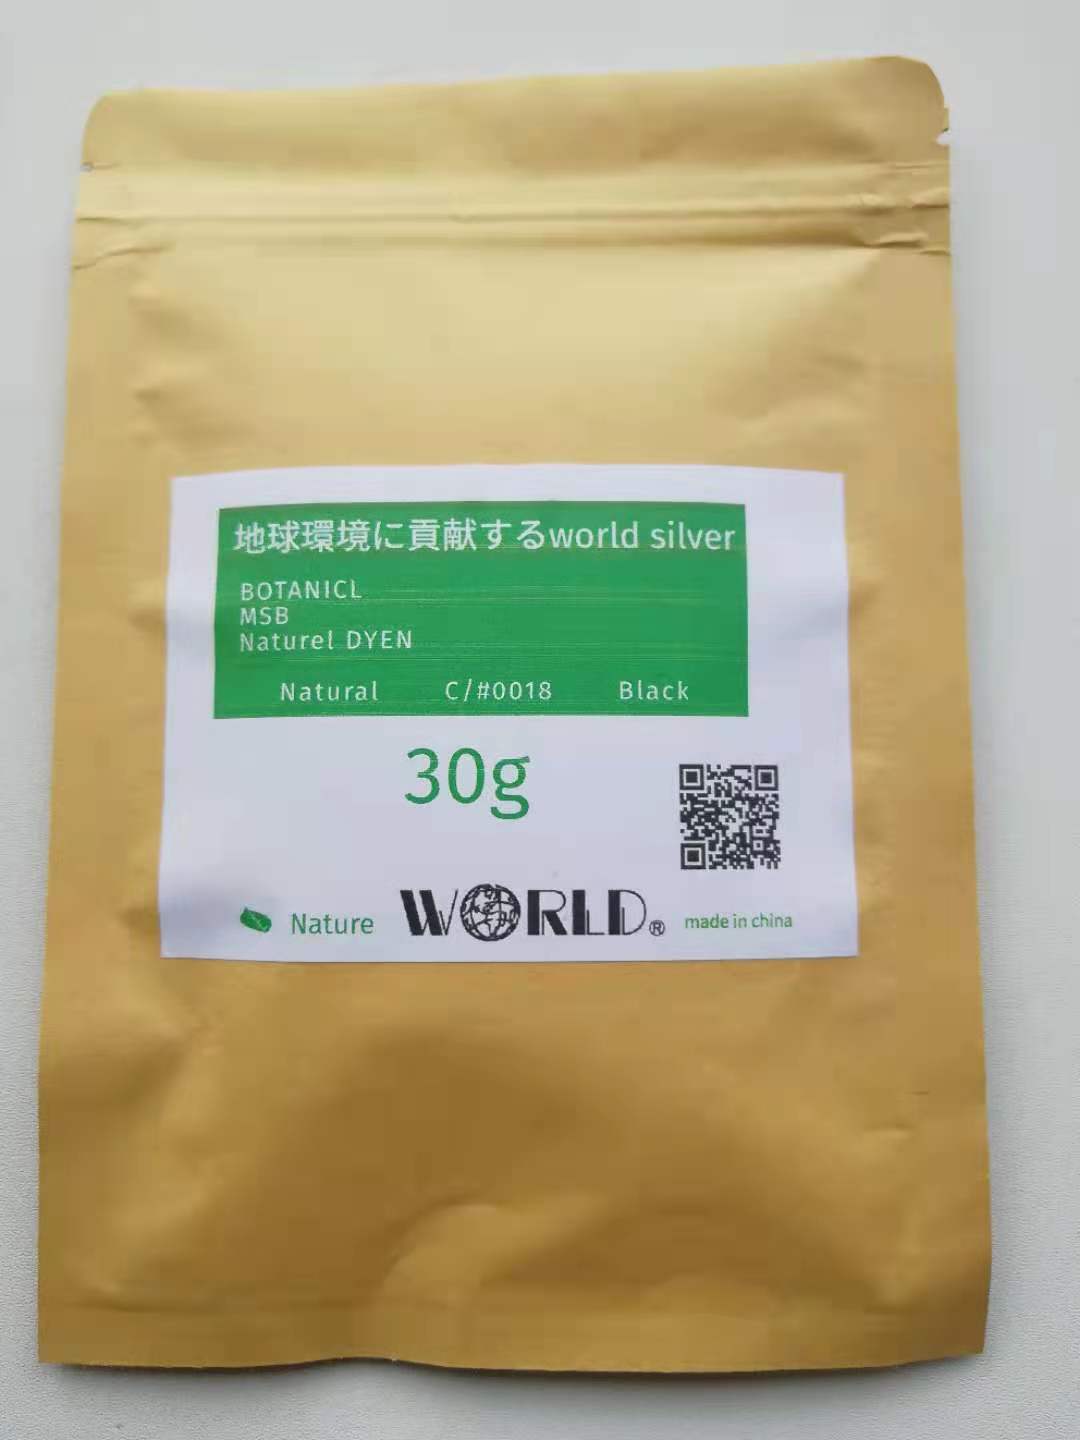 地球環境に貢献するworld silver
BOTANICL
MSB
Naturel DYEN
Natural C/#0018 Black
30g
Nature WORLD® made in china